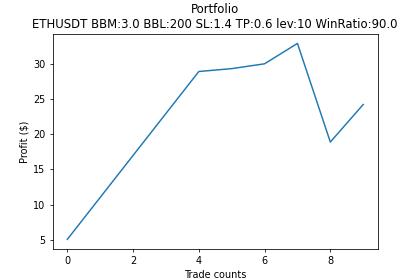 Portfolio
ETHUSDT BBM:3.0 BBL:200 SL:1.4 TP:0.6 lev:10 WinRatio:90.0
30
25
20
15
10
5
Profit ($)
0 2 4 6 8
Trade counts